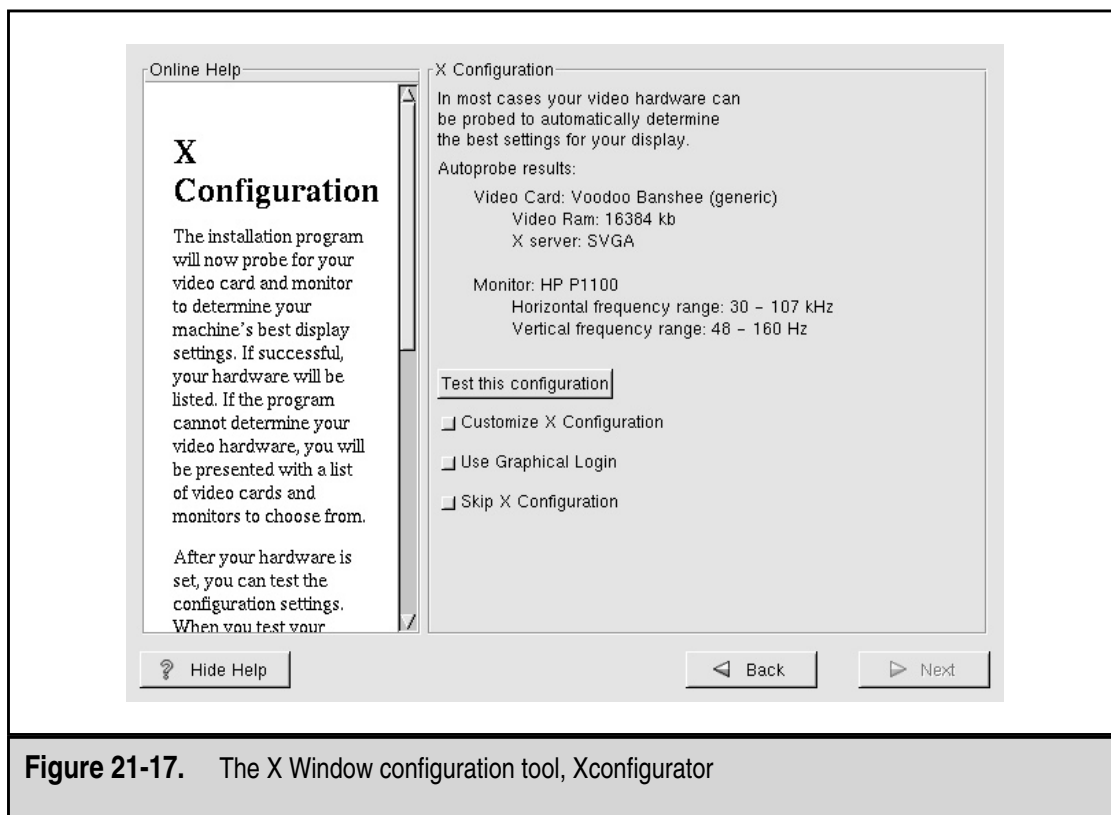 Online Help
X
Configuration
The installation program
will now probe for your
video card and monitor
to determine your
machine's best display
settings. If successful,
your hardware will be
listed. If the program
cannot determine your
video hardware, you will
be presented with a list
of video cards and
monitors to choose from.
After your hardware is
set, you can test the
configuration settings.
When you test your
X Configuration
In most cases your video hardware can
be probed to automatically determine
the best settings for your display.
Autoprobe results:
Video Card: Voodoo Banshee (generic)
Video Ram: 16384 kb
X server: SVGA
Monitor: HP P1100
Horizontal frequency range: 30 – 107 kHz
Vertical frequency range: 48 – 160 Hz
Test this configuration
Customize X Configuration
Use Graphical Login
Skip X Configuration
Hide Help
Back
Next
Figure 21-17. The X Window configuration tool, Xconfigurator